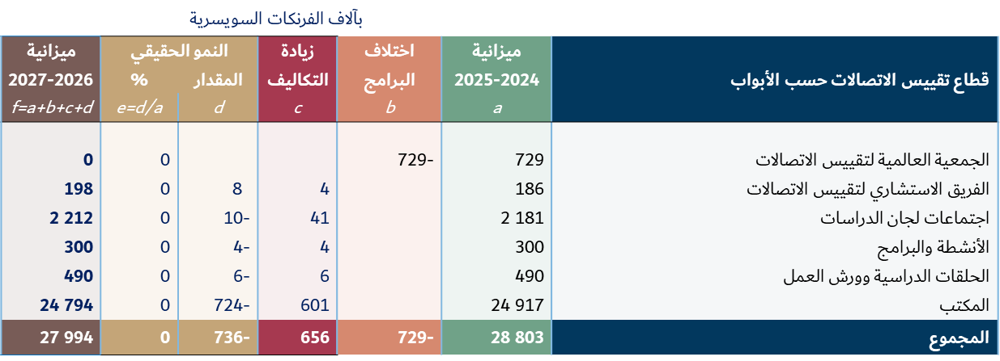 بآلاف الفرنكات السويسرية
قطاع تقييس الاتصالات حسب الأبواب ميزانية 2025-2024 a اختلاف البرامج b زيادة التكاليف c النمو الحقيقي المقدار d % e=d/a ميزانية 2027-2026 f=a+b+c+d
الجمعية العالمية لتقييس الاتصالات 729 729- 0 0
الفريق الاستشاري لتقييس الاتصالات 186 4 8 0 198
اجتماعات لجان الدراسات 2 181 41 10- 0 2 212
الأنشطة والبرامج 300 4 4- 0 300
الحلقات الدراسية وورش العمل 490 6 6- 0 490
المكتب 24 917 601 724- 0 24 794
المجموع 28 803 729- 656 736- 0 27 994